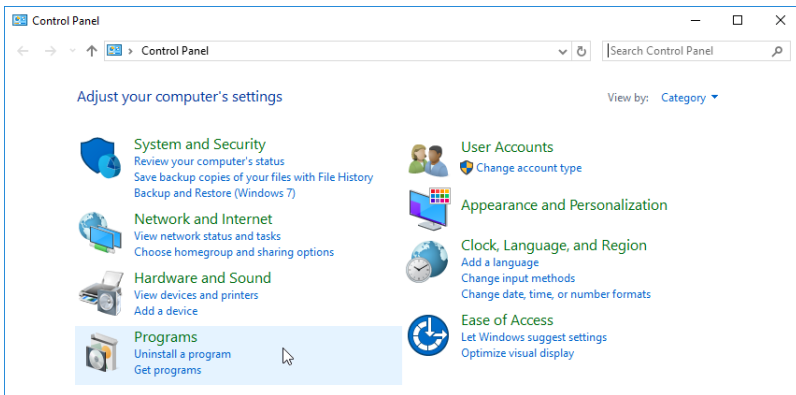 Control Panel
Control Panel
Search Control Panel
Adjust your computer's settings
View by: Category
System and Security
Review your computer's status
Save backup copies of your files with File History
Backup and Restore (Windows 7)
Network and Internet
View network status and tasks
Choose homegroup and sharing options
Hardware and Sound
View devices and printers
Add a device
Programs
Uninstall a program
Get programs
User Accounts
Change account type
Appearance and Personalization
Clock, Language, and Region
Add a language
Change input methods
Change date, time, or number formats
Ease of Access
Let Windows suggest settings
Optimize visual display